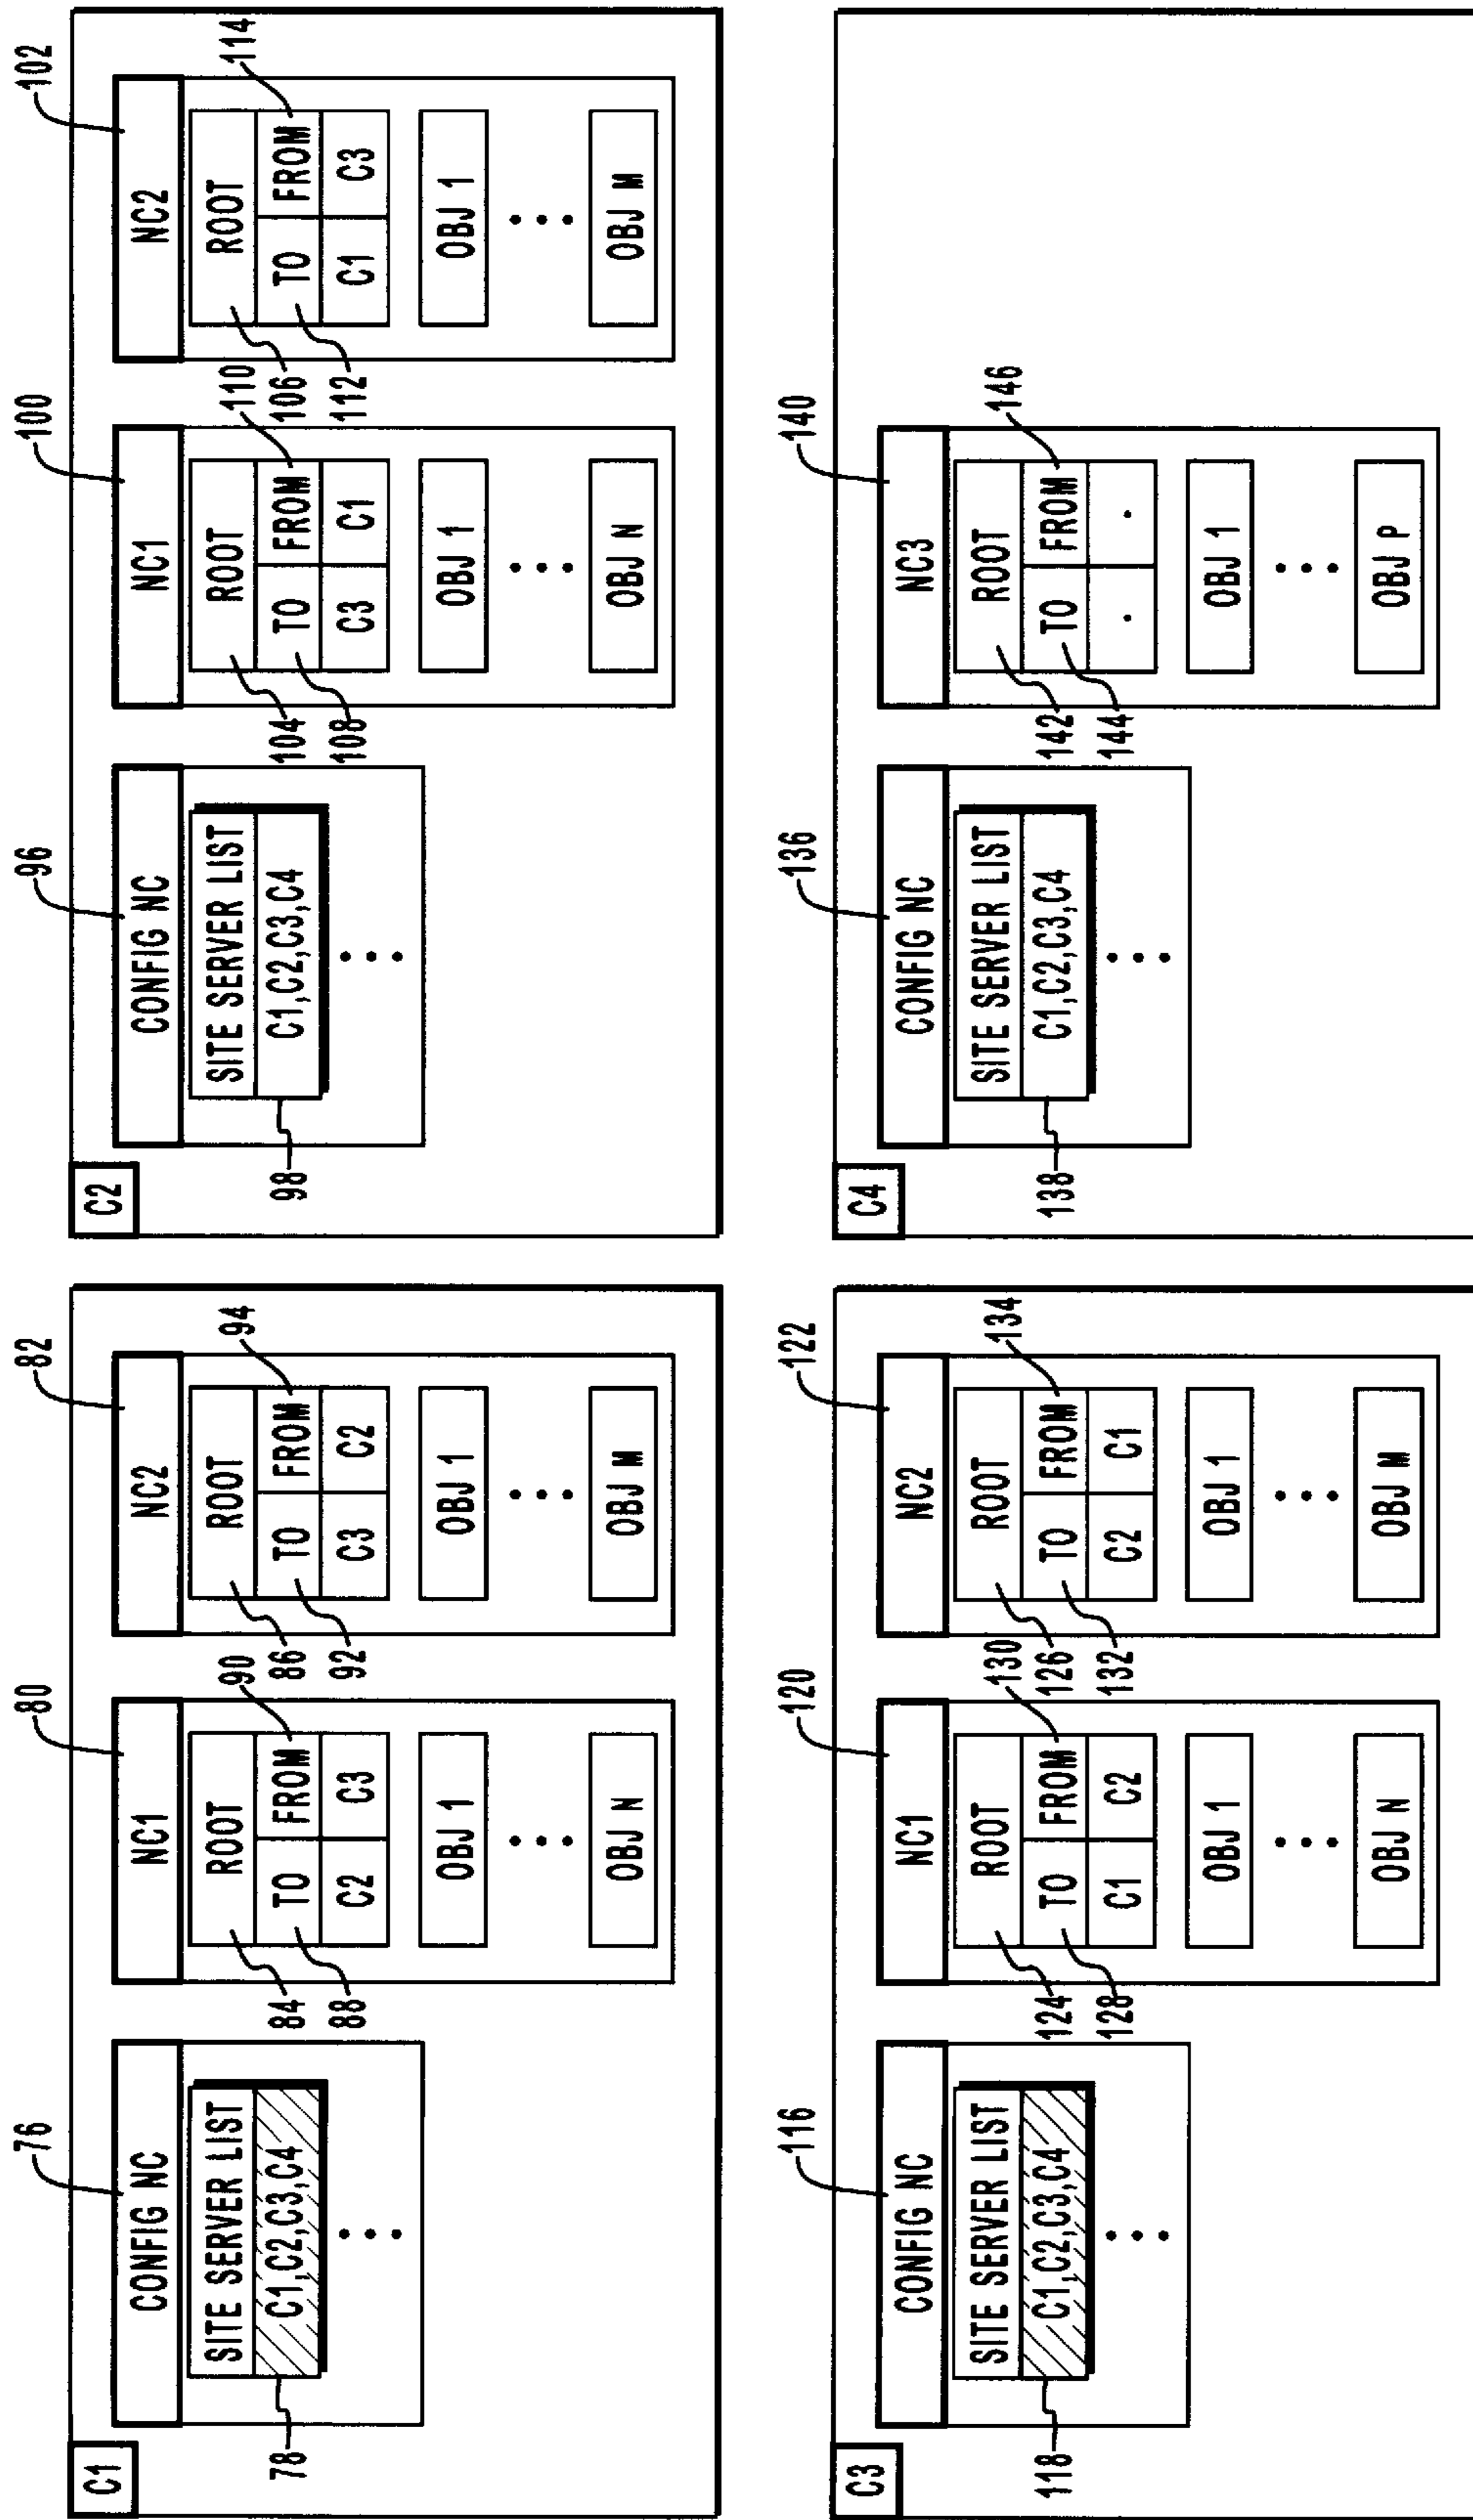 C1
76
CONFIG NC
SITE SERVER LIST
C1,C2,C3,C4
78
80
NC1
ROOT
TO FROM
C2 C3
84
88
90
OBJ 1
OBJ N
82
NC2
ROOT
TO FROM
C3 C2
86
92
94
OBJ 1
OBJ M
C2
96
CONFIG NC
SITE SERVER LIST
C1,C2,C3,C4
98
100
NC1
ROOT
TO FROM
C3 C1
104
108
110
OBJ 1
OBJ N
102
NC2
ROOT
TO FROM
C1 C3
106
112
114
OBJ 1
OBJ M
C3
116
CONFIG NC
SITE SERVER LIST
C1,C2,C3,C4
118
120
NC1
ROOT
TO FROM
C1 C2
124
128
130
OBJ 1
OBJ N
122
NC2
ROOT
TO FROM
C2 C1
126
132
134
OBJ 1
OBJ M
C4
136
CONFIG NC
SITE SERVER LIST
C1,C2,C3,C4
138
140
NC3
ROOT
TO FROM
. .
142
144
146
OBJ 1
OBJ P